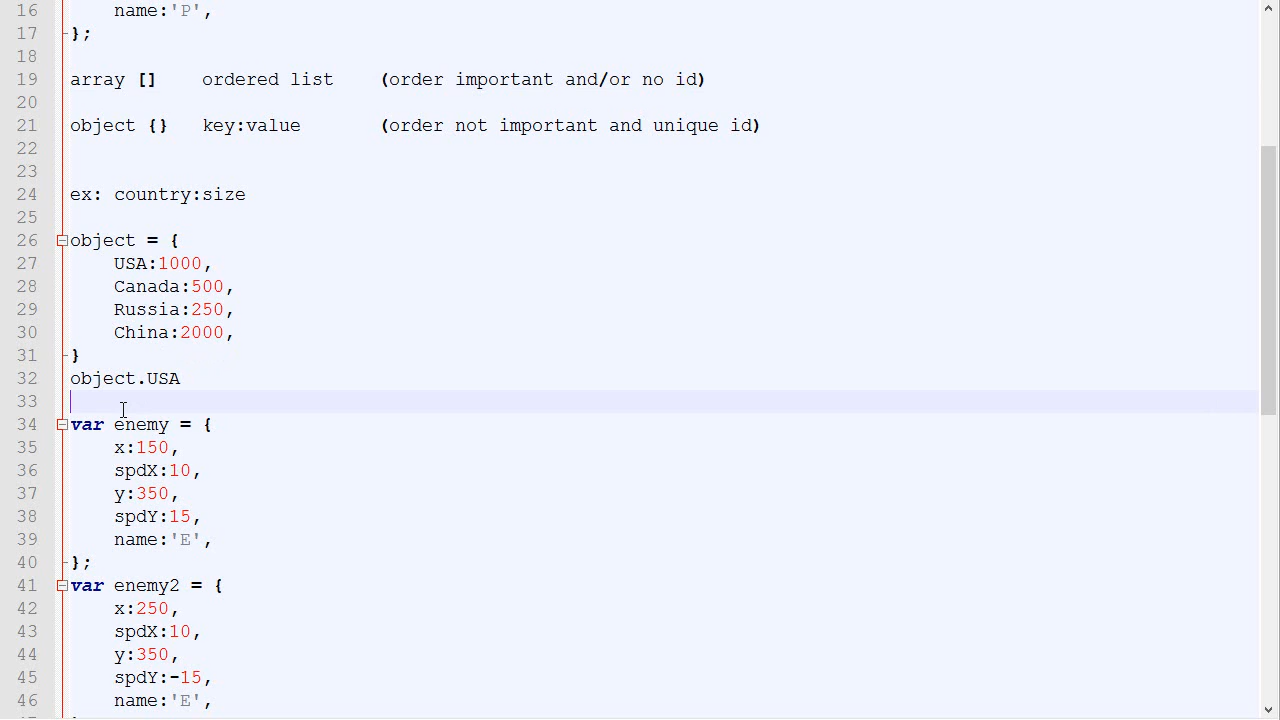 16 name:'P',
17 };
18
19 array [] ordered list (order important and/or no id)
20
21 object {} key:value (order not important and unique id)
22
23
24 ex: country:size
25
26 object = {
27 USA:1000,
28 Canada:500,
29 Russia:250,
30 China:2000,
31 }
32 object.USA
33
34 var enemy = {
35 x:150,
36 spdX:10,
37 y:350,
38 spdY:15,
39 name:'E',
40 };
41 var enemy2 = {
42 x:250,
43 spdX:10,
44 y:350,
45 spdY:-15,
46 name:'E',